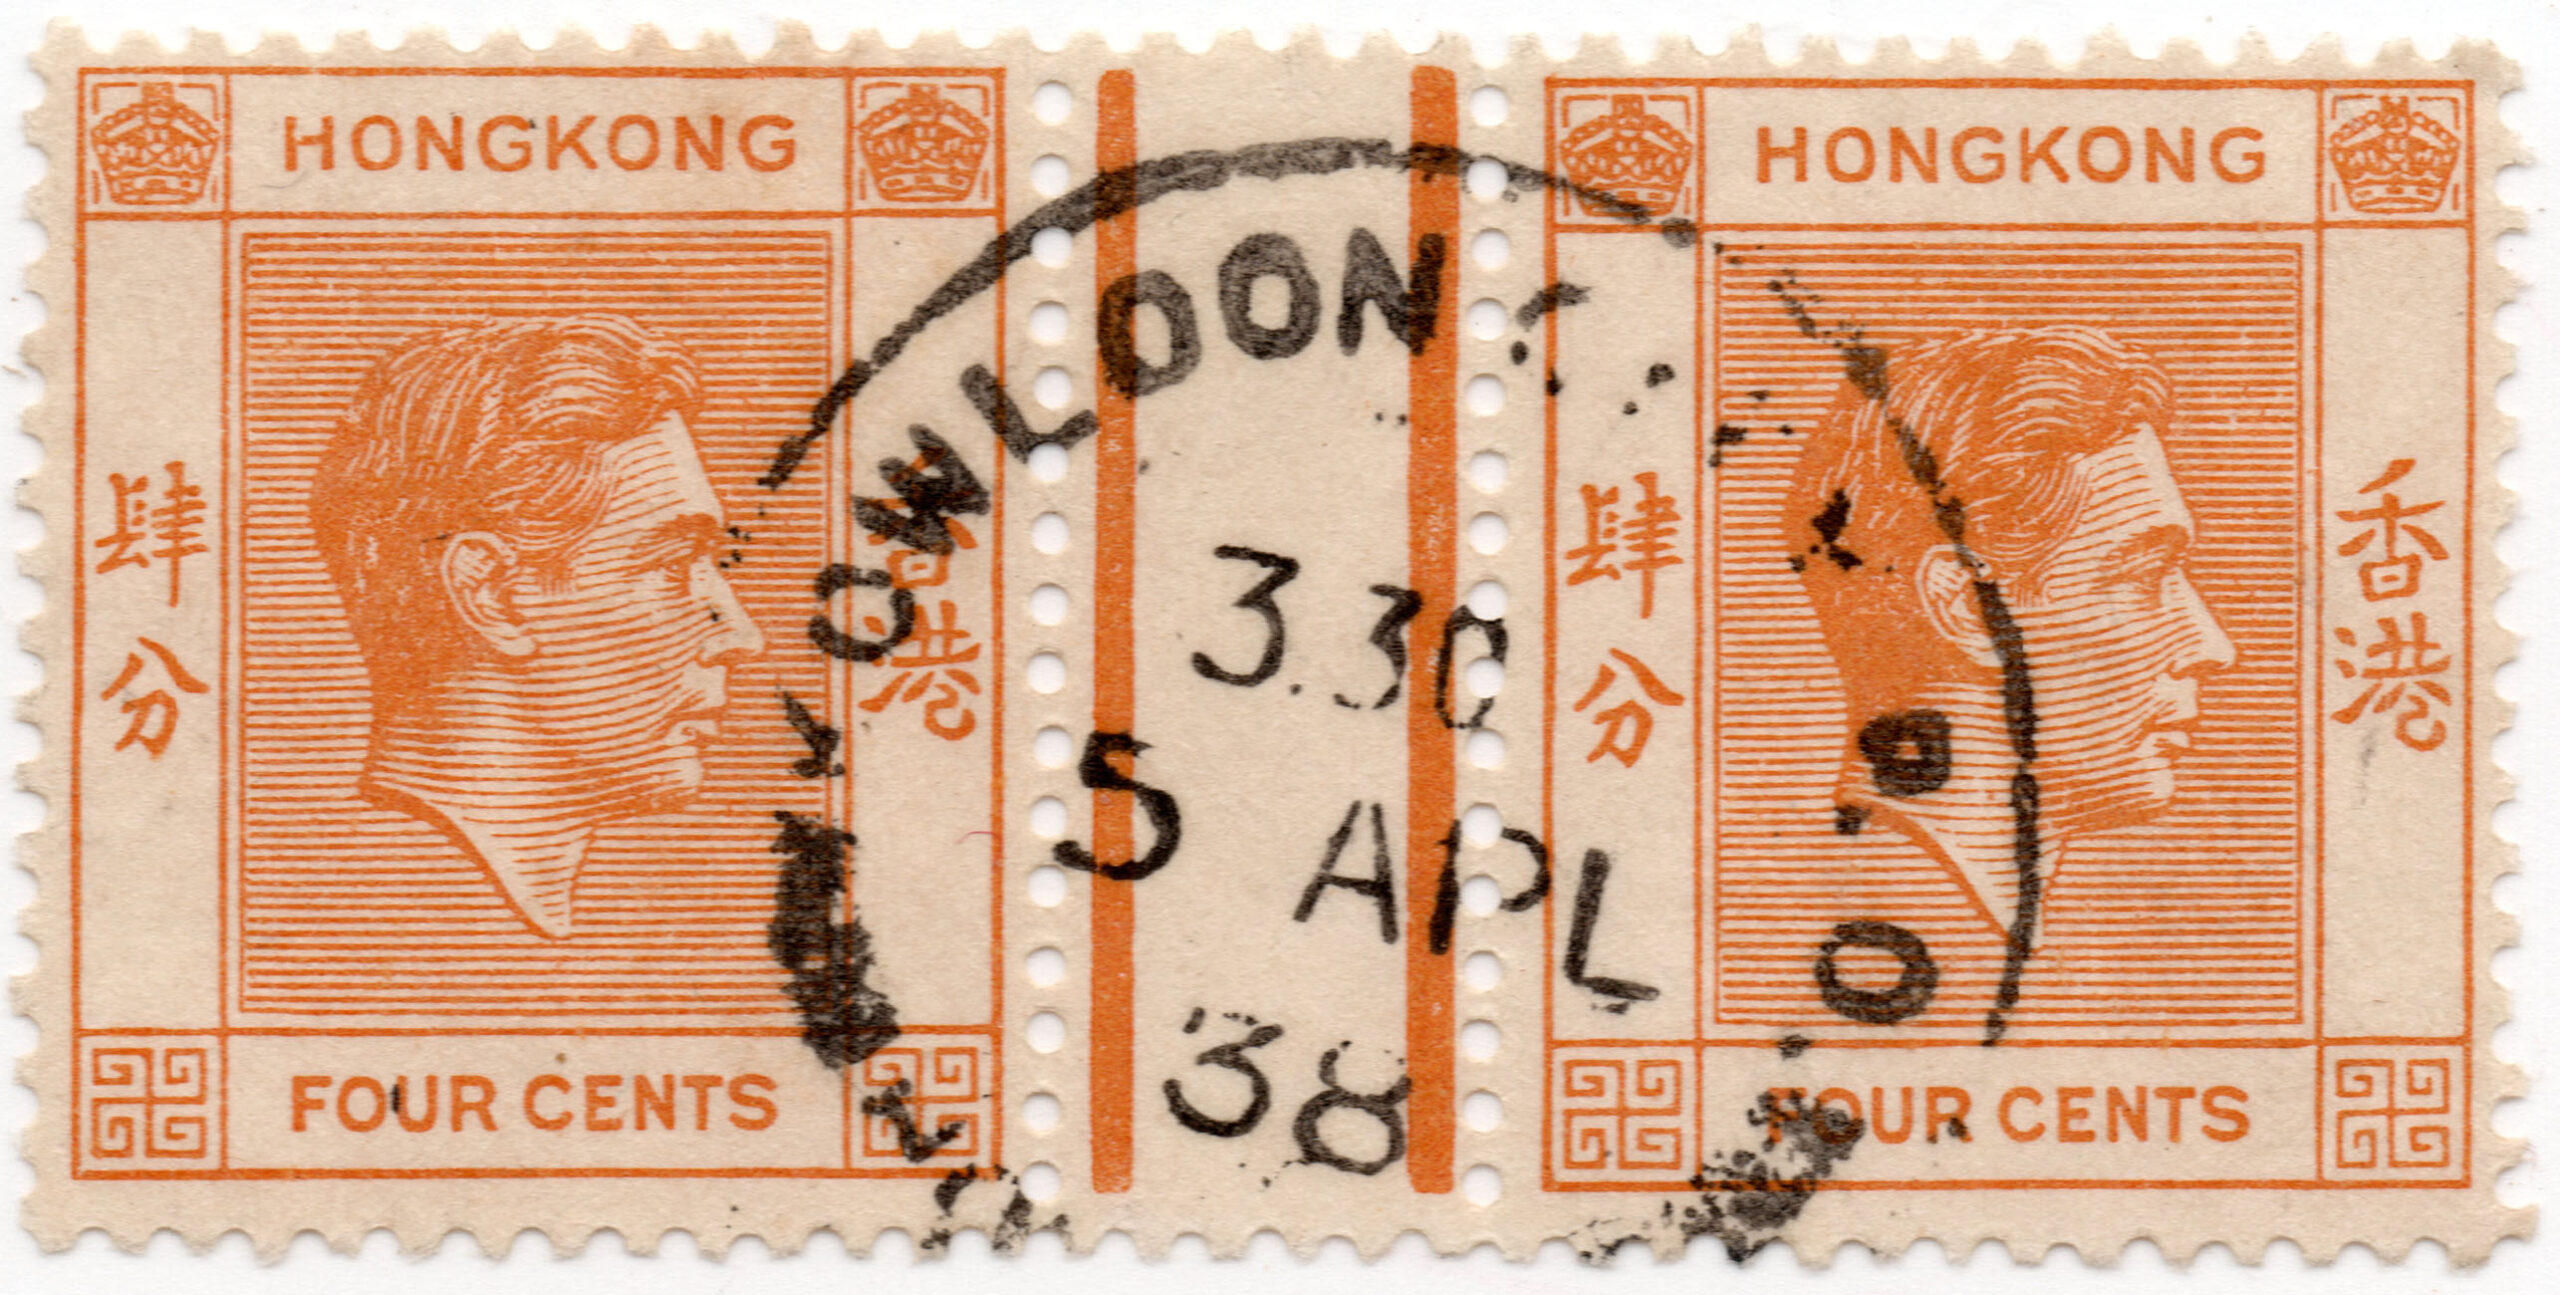 HONGKONG
肆分
香港
FOUR CENTS
HONGKONG
肆分
香港
FOUR CENTS
KOWLOON
B.O.
3.30
5 APL
38